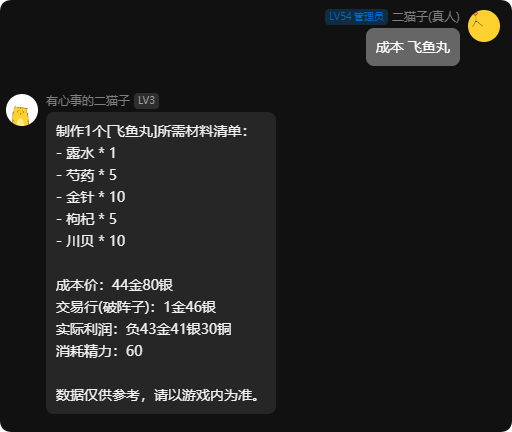 LV54 管理员 二猫子(真人)
成本 飞鱼丸
有心事的二猫子 LV3
制作1个[飞鱼丸]所需材料清单：
- 露水 * 1
- 芍药 * 5
- 金针 * 10
- 枸杞 * 5
- 川贝 * 10
成本价：44金80银
交易行(破阵子)：1金46银
实际利润：负43金41银30铜
消耗精力：60
数据仅供参考，请以游戏内为准。